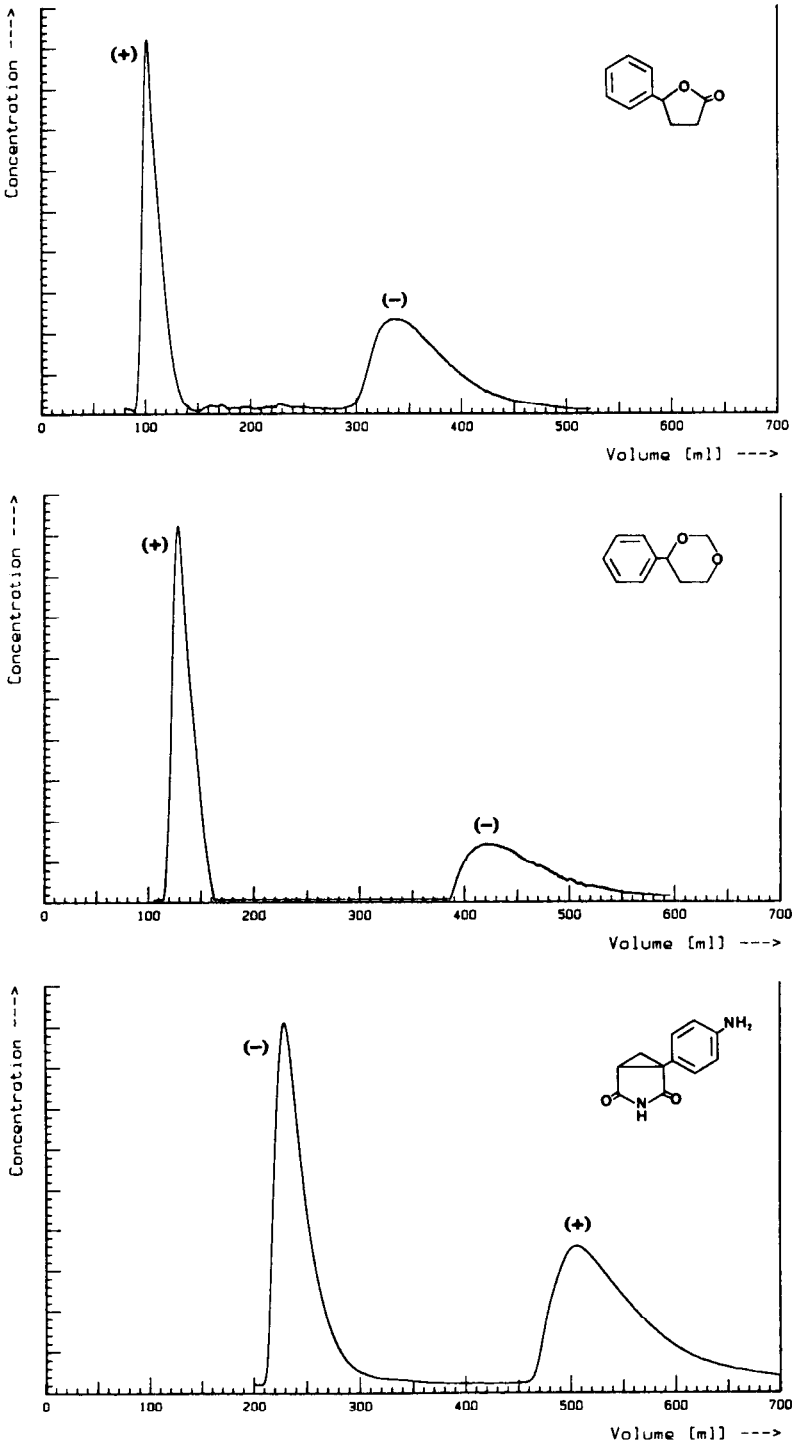 Concentration --->
(+)
(-)
O
O
0 100 200 300 400 500 600 700
Volume [ml] --->
Concentration --->
(+)
(-)
O
O
0 100 200 300 400 500 600 700
Volume [ml] --->
Concentration --->
(-)
(+)
NH₂
O
N
H
O
0 100 200 300 400 500 600 700
Volume [ml] --->